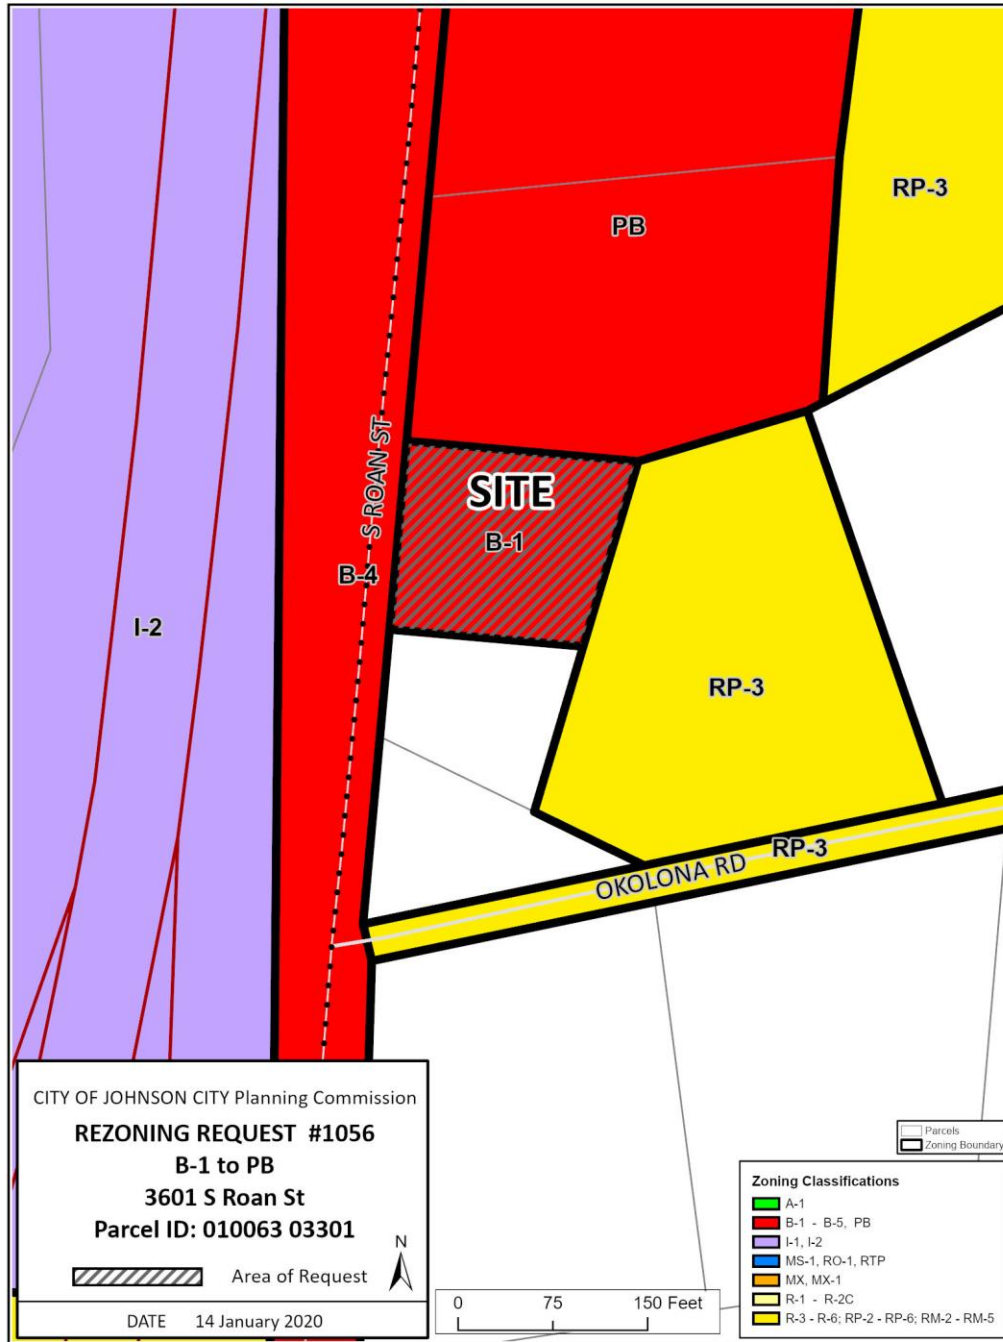 RP-3
PB
S ROAN ST
SITE
B-1
B-4
I-2
RP-3
RP-3
OKOLONA RD
CITY OF JOHNSON CITY Planning Commission
REZONING REQUEST #1056
B-1 to PB
3601 S Roan St
Parcel ID: 010063 03301
N
Area of Request
DATE 14 January 2020
0 75 150 Feet
Parcels
Zoning Boundary
Zoning Classifications
A-1
B-1 - B-5, PB
I-1, I-2
MS-1, RO-1, RTP
MX, MX-1
R-1 - R-2C
R-3 - R-6; RP-2 - RP-6; RM-2 - RM-5